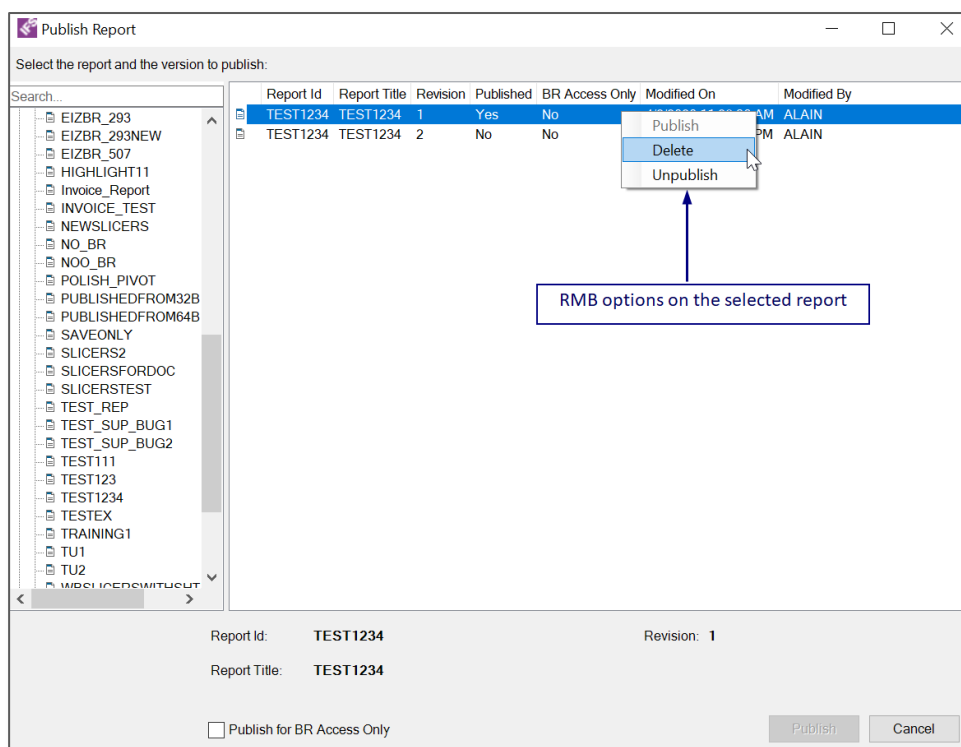 Publish Report
Select the report and the version to publish:
Search...
EIZBR_293
EIZBR_293NEW
EIZBR_507
HIGHLIGHT11
Invoice_Report
INVOICE_TEST
NEWSLICERS
NO_BR
NOO_BR
POLISH_PIVOT
PUBLISHEDFROM32B
PUBLISHEDFROM64B
SAVEONLY
SLICERS2
SLICERSFORDOC
SLICERSTEST
TEST_REP
TEST_SUP_BUG1
TEST_SUP_BUG2
TEST111
TEST123
TEST1234
TESTEX
TRAINING1
TU1
TU2
Report Id Report Title Revision Published BR Access Only Modified On Modified By
TEST1234 TEST1234 1 Yes No AM ALAIN
TEST1234 TEST1234 2 No No PM ALAIN
Publish
Delete
Unpublish
RMB options on the selected report
Report Id: TEST1234 Revision: 1
Report Title: TEST1234
Publish for BR Access Only
Publish Cancel